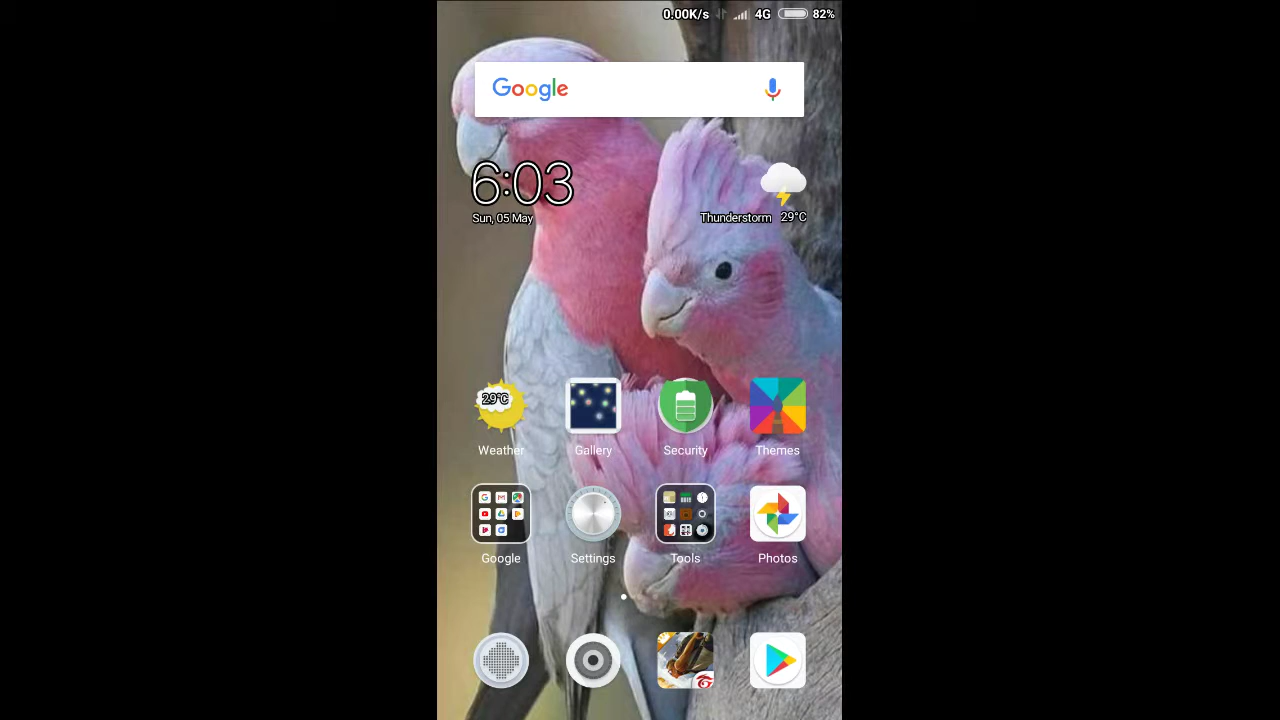 0.00K/s 4G 82%
Google
6:03
Sun, 05 May
Thunderstorm 29°C
29°C
Weather Gallery Security Themes
Google Settings Tools Photos